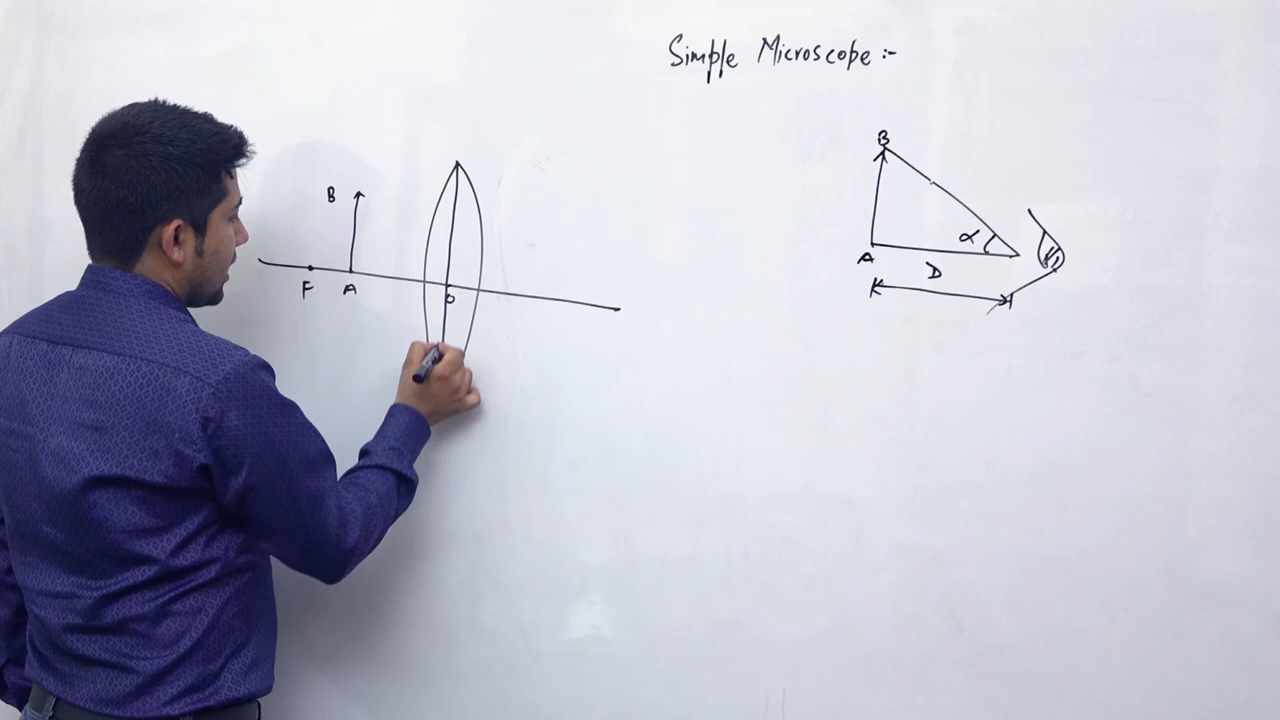 Simple Microscope :-
B
F A O
B
A α
D